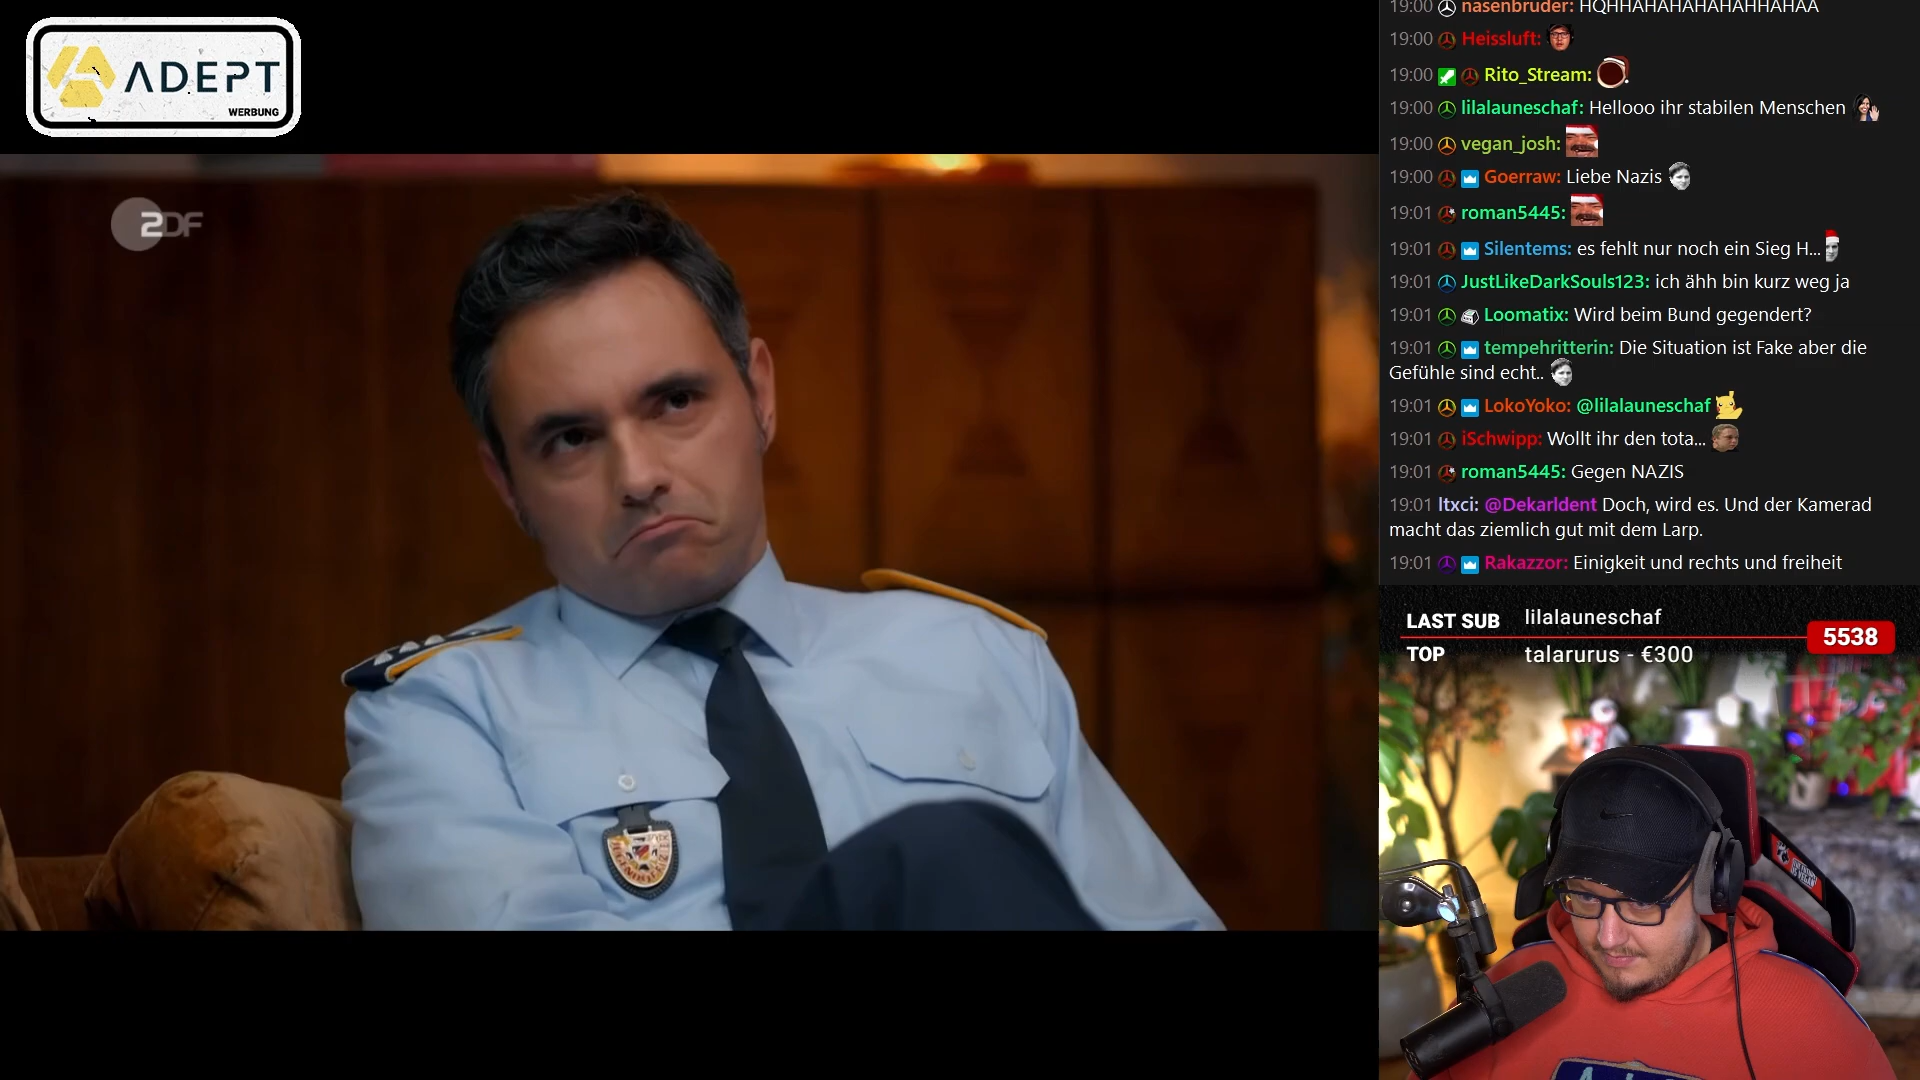 ADEPT
WERBUNG
ZDF
19:00 nasenbruder: HQHHAHAHAHAHAHHAHAA
19:00 Heissluft:
19:00 Rito_Stream:
19:00 lilalauneschaf: Hellooo ihr stabilen Menschen
19:00 vegan_josh:
19:00 Goerraw: Liebe Nazis
19:01 roman5445:
19:01 Silentems: es fehlt nur noch ein Sieg H...
19:01 JustLikeDarkSouls123: ich ähh bin kurz weg ja
19:01 Loomatix: Wird beim Bund gegendert?
19:01 tempehritterin: Die Situation ist Fake aber die
Gefühle sind echt..
19:01 LokoYoko: @lilalauneschaf
19:01 iSchwipp: Wollt ihr den tota...
19:01 roman5445: Gegen NAZIS
19:01 ltxci: @Dekarldent Doch, wird es. Und der Kamerad
macht das ziemlich gut mit dem Larp.
19:01 Rakazzor: Einigkeit und rechts und freiheit
LAST SUB lilalauneschaf
5538
TOP talarurus - €300